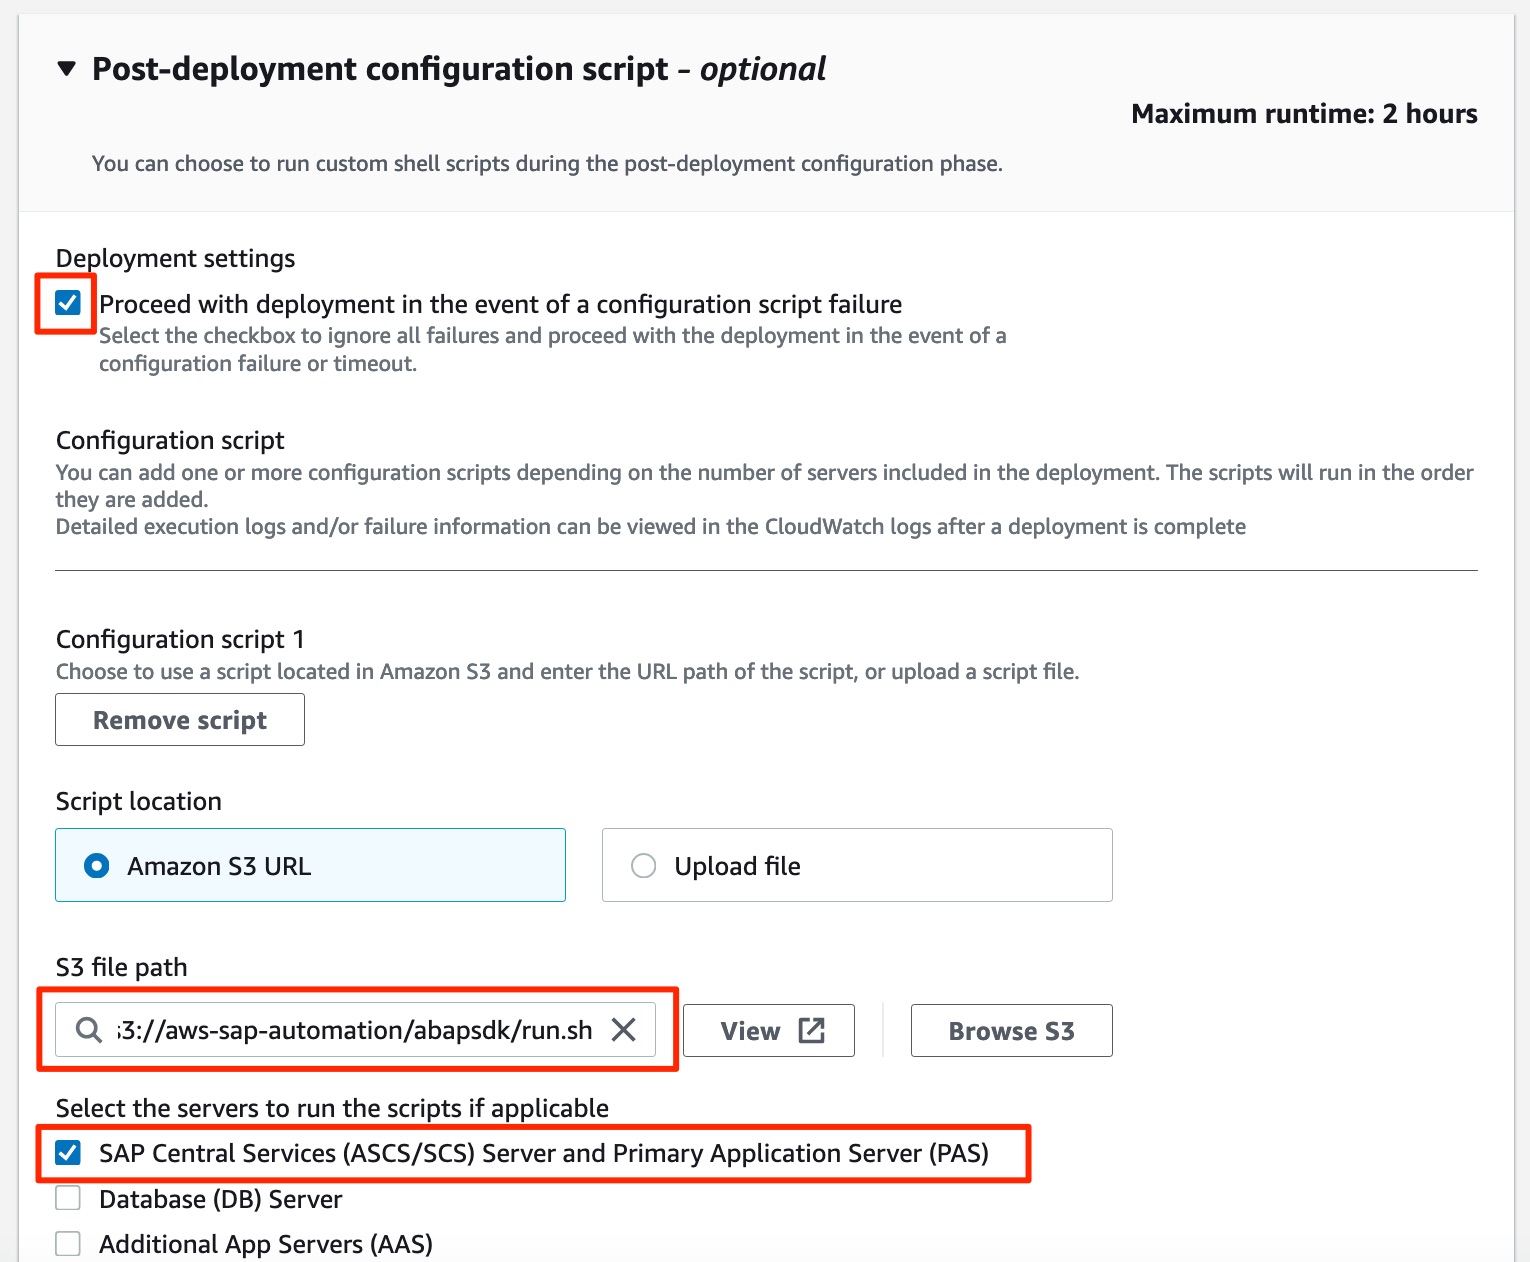 Post-deployment configuration script - optional
Maximum runtime: 2 hours
You can choose to run custom shell scripts during the post-deployment configuration phase.
Deployment settings
Proceed with deployment in the event of a configuration script failure
Select the checkbox to ignore all failures and proceed with the deployment in the event of a
configuration failure or timeout.
Configuration script
You can add one or more configuration scripts depending on the number of servers included in the deployment. The scripts will run in the order
they are added.
Detailed execution logs and/or failure information can be viewed in the CloudWatch logs after a deployment is complete
Configuration script 1
Choose to use a script located in Amazon S3 and enter the URL path of the script, or upload a script file.
Remove script
Script location
Amazon S3 URL
Upload file
S3 file path
s3://aws-sap-automation/abapsdk/run.sh
View
Browse S3
Select the servers to run the scripts if applicable
SAP Central Services (ASCS/SCS) Server and Primary Application Server (PAS)
Database (DB) Server
Additional App Servers (AAS)